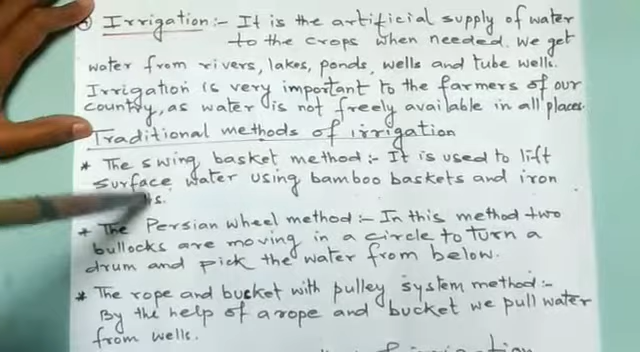 Irrigation :- It is the artificial supply of water
to the crops when needed. We get
water from rivers, lakes, ponds, wells and tube wells.
Irrigation is very important to the farmers of our
country, as water is not freely available in all places.
Traditional methods of irrigation
* The swing basket method :- It is used to lift
surface water using bamboo baskets and iron
* The Persian wheel method :- In this method two
bullocks are moving in a circle to turn a
drum and pick the water from below.
* The rope and bucket with pulley system method :-
By the help of a rope and bucket we pull water
from wells.